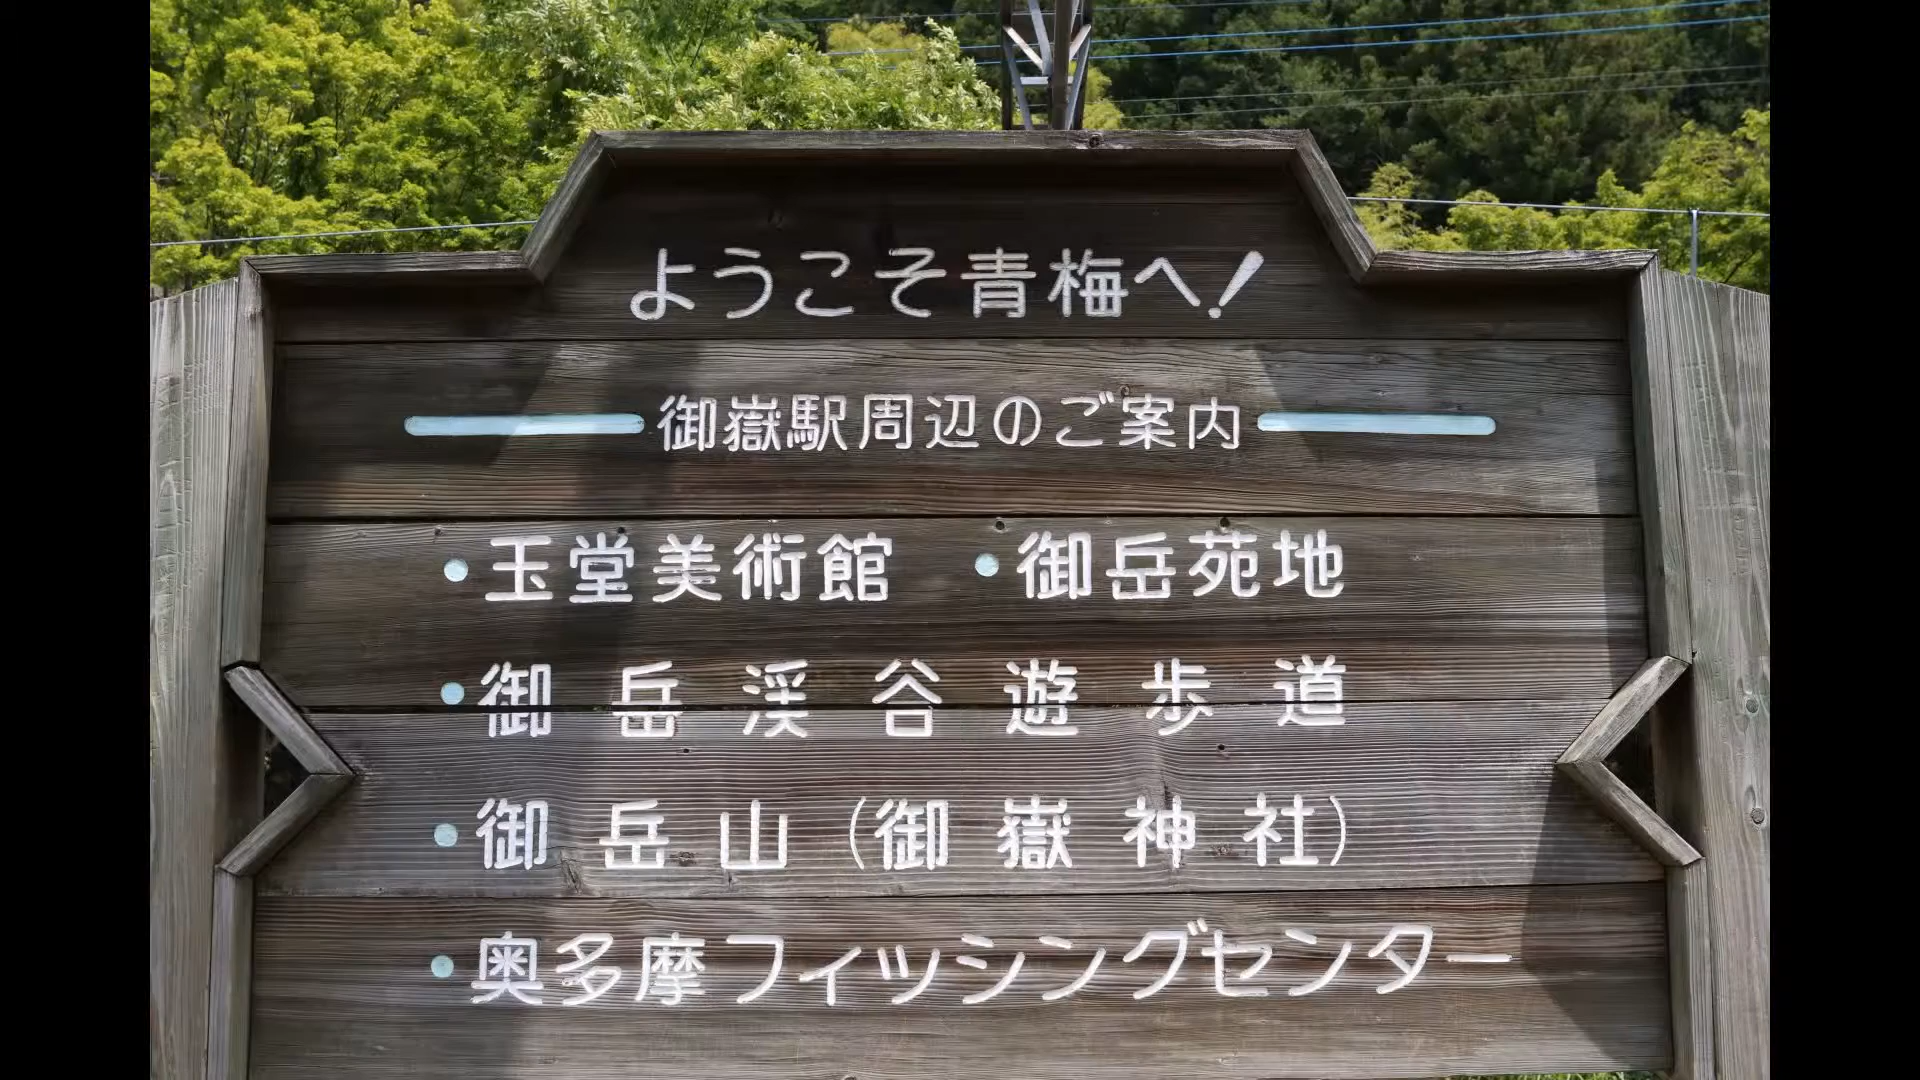 ようこそ青梅へ!
御嶽駅周辺のご案内
•玉堂美術館 •御岳苑地
•御岳渓谷遊歩道
•御岳山(御嶽神社)
•奥多摩フィッシングセンター